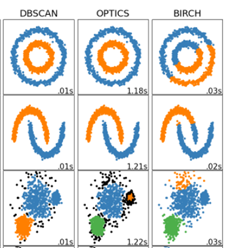 DBSCAN OPTICS BIRCH
.01s 1.18s .03s
.01s 1.21s .02s
.01s 1.22s .03s